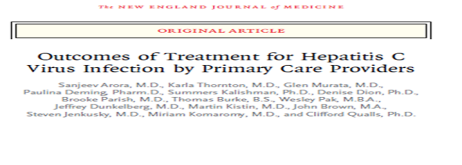 The NEW ENGLAND JOURNAL of MEDICINE
ORIGINAL ARTICLE
Outcomes of Treatment for Hepatitis C
Virus Infection by Primary Care Providers
Sanjeev Arora, M.D., Karla Thornton, M.D., Glen Murata, M.D.,
Paulina Deming, Pharm.D., Summers Kalishman, Ph.D., Denise Dion, Ph.D.,
Brooke Parish, M.D., Thomas Burke, B.S., Wesley Pak, M.B.A.,
Jeffrey Dunkelberg, M.D., Martin Kistin, M.D., John Brown, M.A.,
Steven Jenkusky, M.D., Miriam Komaromy, M.D., and Clifford Qualls, Ph.D.